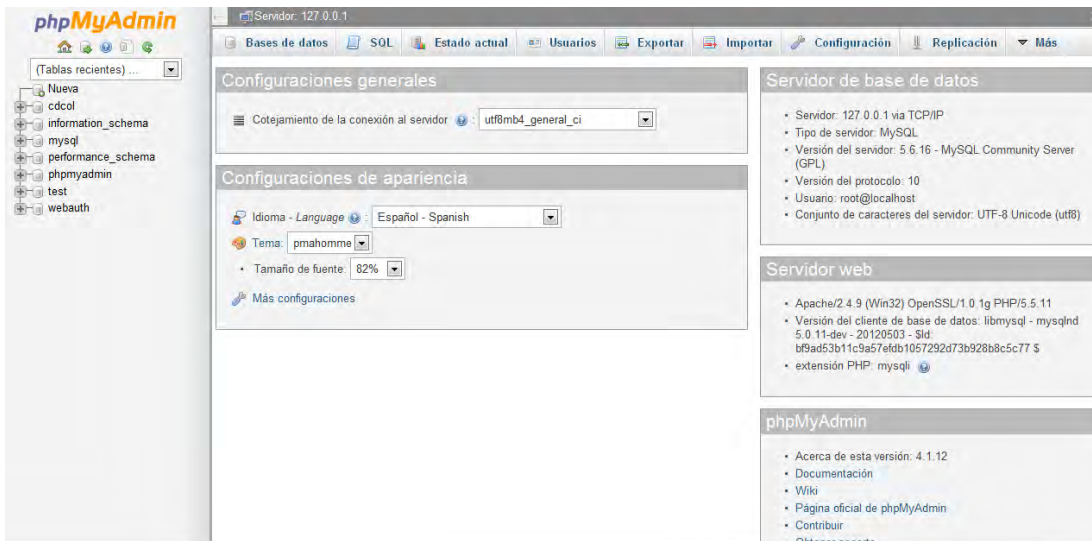 phpMyAdmin
(Tablas recientes) ...
Nueva
cdcol
information_schema
mysql
performance_schema
phpmyadmin
test
webauth
Servidor: 127.0.0.1
Bases de datos
SQL
Estado actual
Usuarios
Exportar
Importar
Configuración
Replicación
Más
Configuraciones generales
Cotejamiento de la conexión al servidor : utf8mb4_general_ci
Configuraciones de apariencia
Idioma - Language : Español - Spanish
Tema: pmahomme
Tamaño de fuente: 82%
Más configuraciones
Servidor de base de datos
Servidor: 127.0.0.1 via TCP/IP
Tipo de servidor: MySQL
Versión del servidor: 5.6.16 - MySQL Community Server
(GPL)
Versión del protocolo: 10
Usuario: root@localhost
Conjunto de caracteres del servidor: UTF-8 Unicode (utf8)
Servidor web
Apache/2.4.9 (Win32) OpenSSL/1.0.1g PHP/5.5.11
Versión del cliente de base de datos: libmysql - mysqlnd
5.0.11-dev - 20120503 - $Id:
bf9ad53b11c9a57efdb1057292d73b928b8c5c77 $
extensión PHP: mysqli
phpMyAdmin
Acerca de esta versión: 4.1.12
Documentación
Wiki
Página oficial de phpMyAdmin
Contribuir